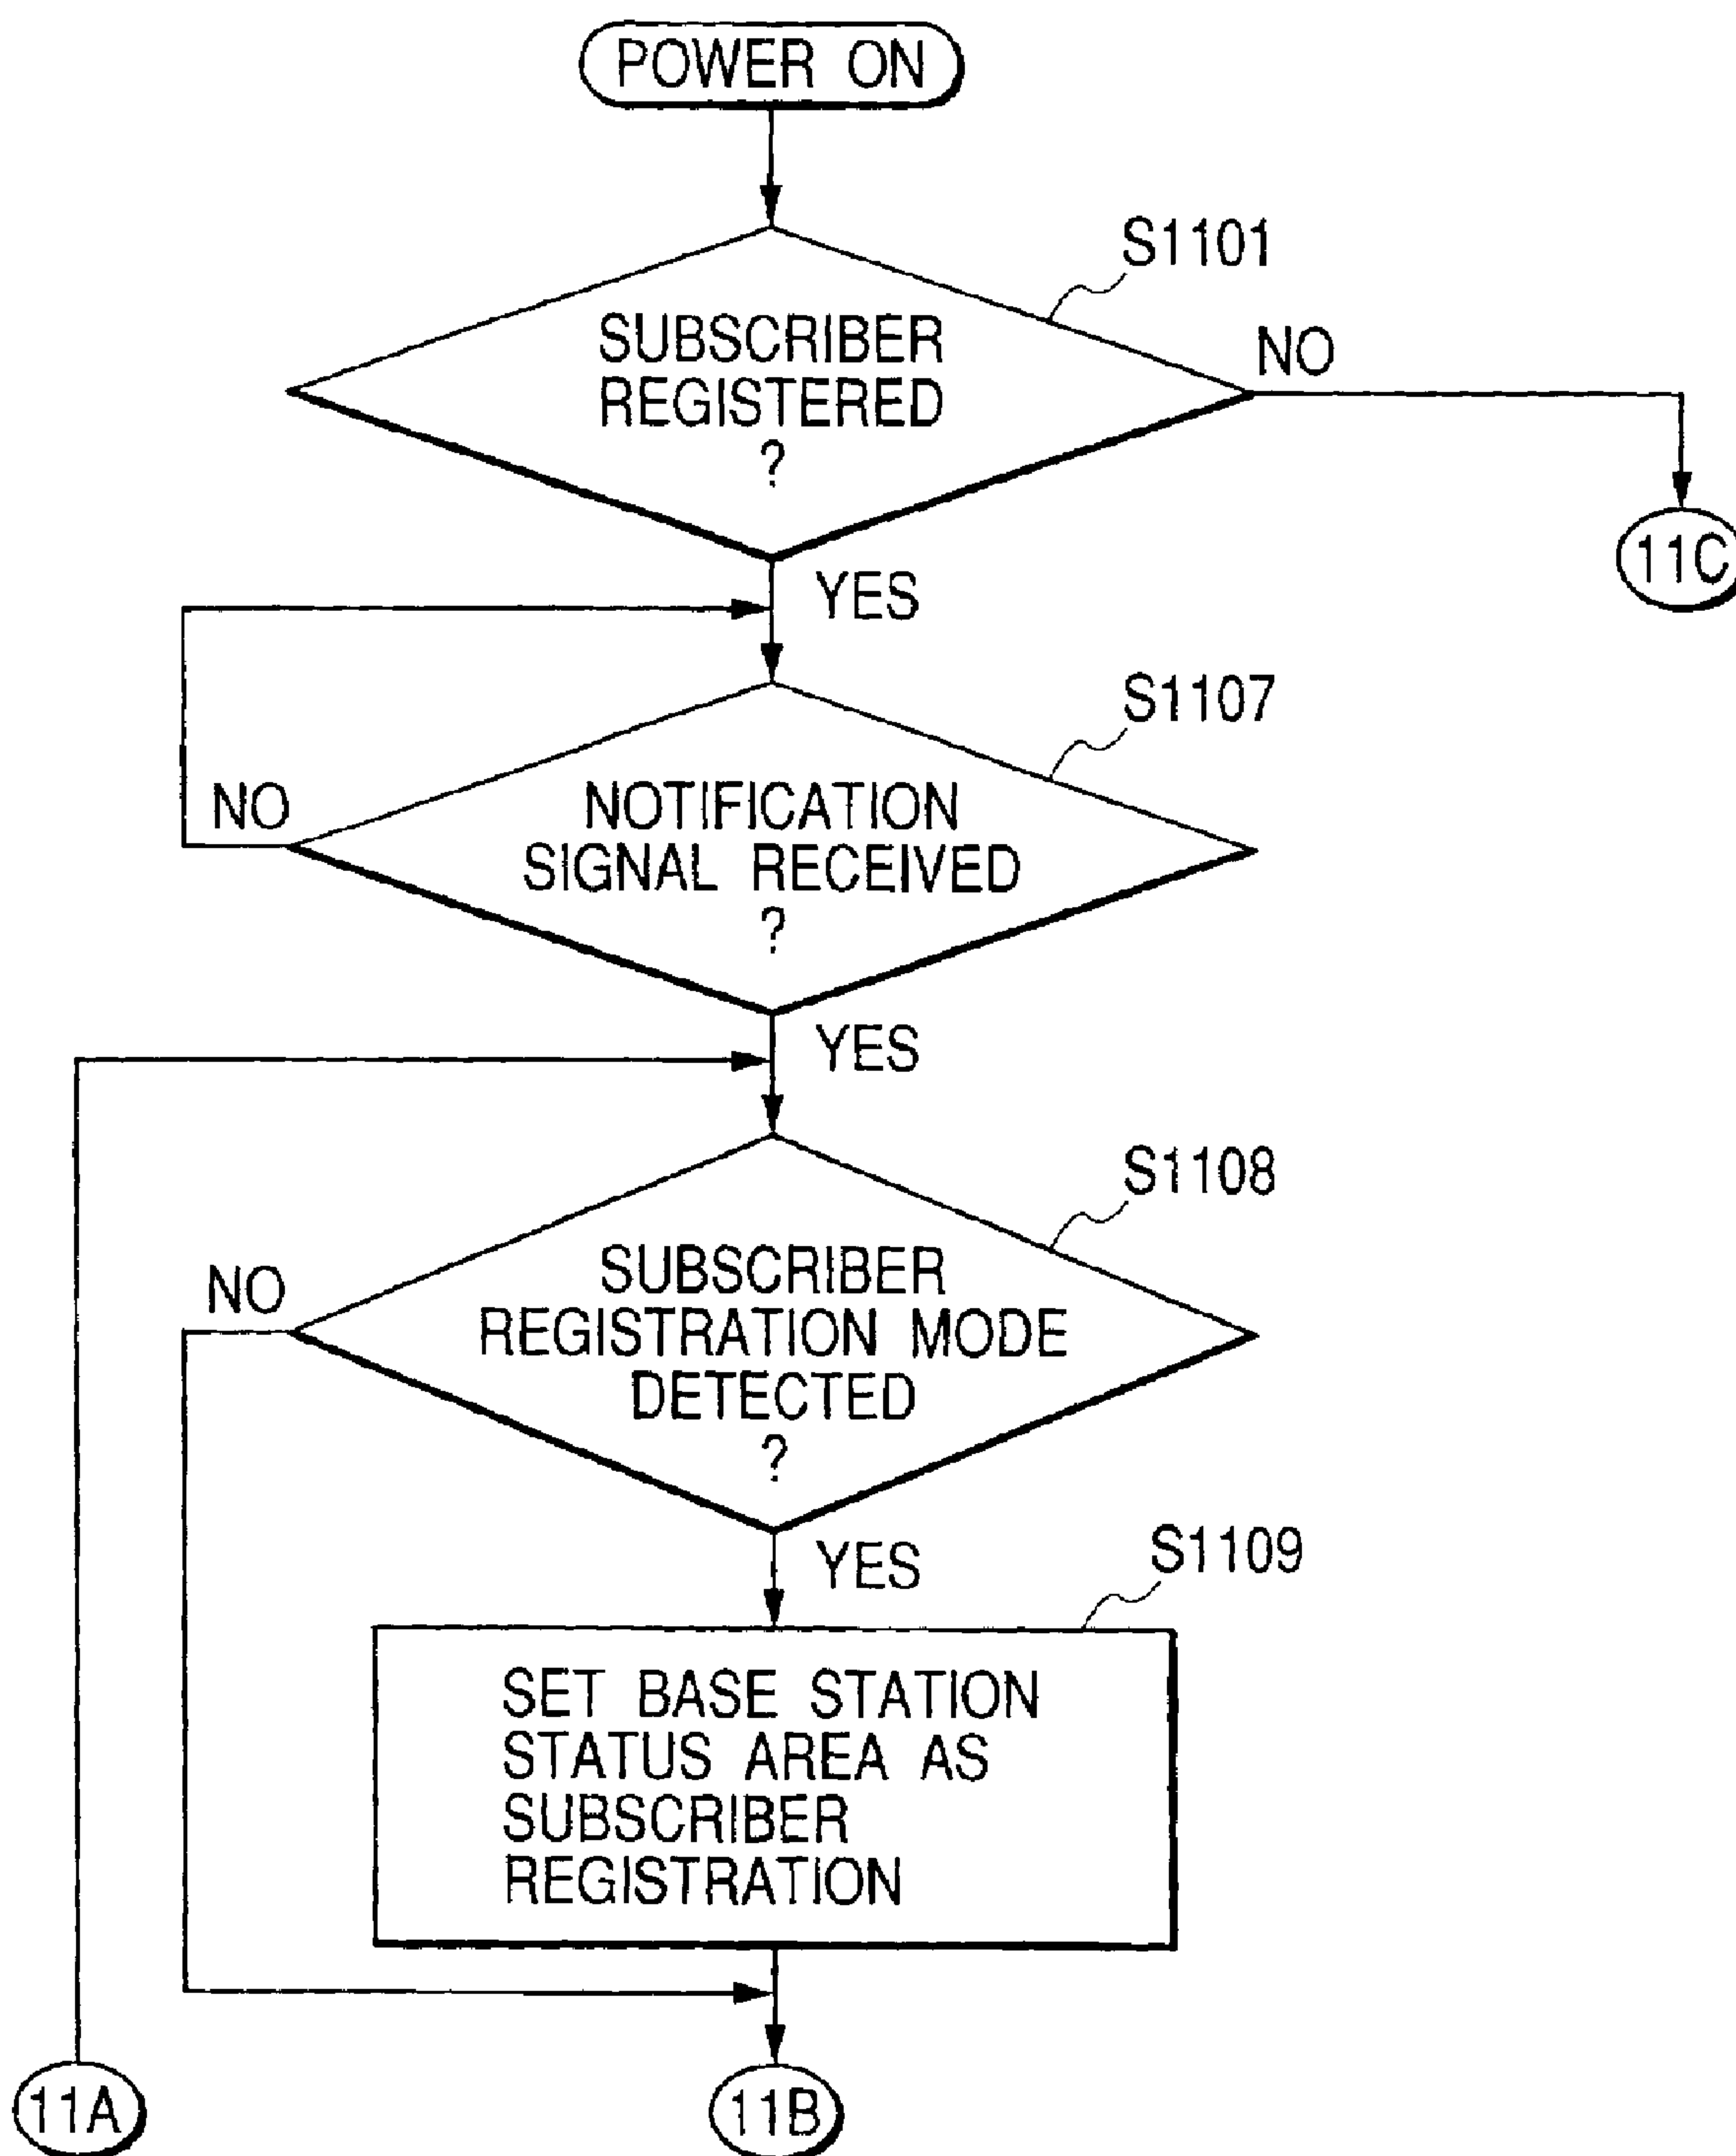 POWER ON
S1101
SUBSCRIBER
REGISTERED
?
NO
11C
YES
S1107
NOTIFICATION
SIGNAL RECEIVED
?
NO
YES
S1108
SUBSCRIBER
REGISTRATION MODE
DETECTED
?
NO
YES
S1109
SET BASE STATION
STATUS AREA AS
SUBSCRIBER
REGISTRATION
11A
11B